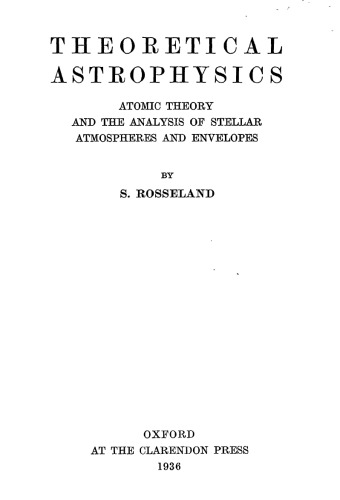 THEORETICAL
ASTROPHYSICS
ATOMIC THEORY
AND THE ANALYSIS OF STELLAR
ATMOSPHERES AND ENVELOPES
BY
S. ROSSELAND
OXFORD
AT THE CLARENDON PRESS
1936